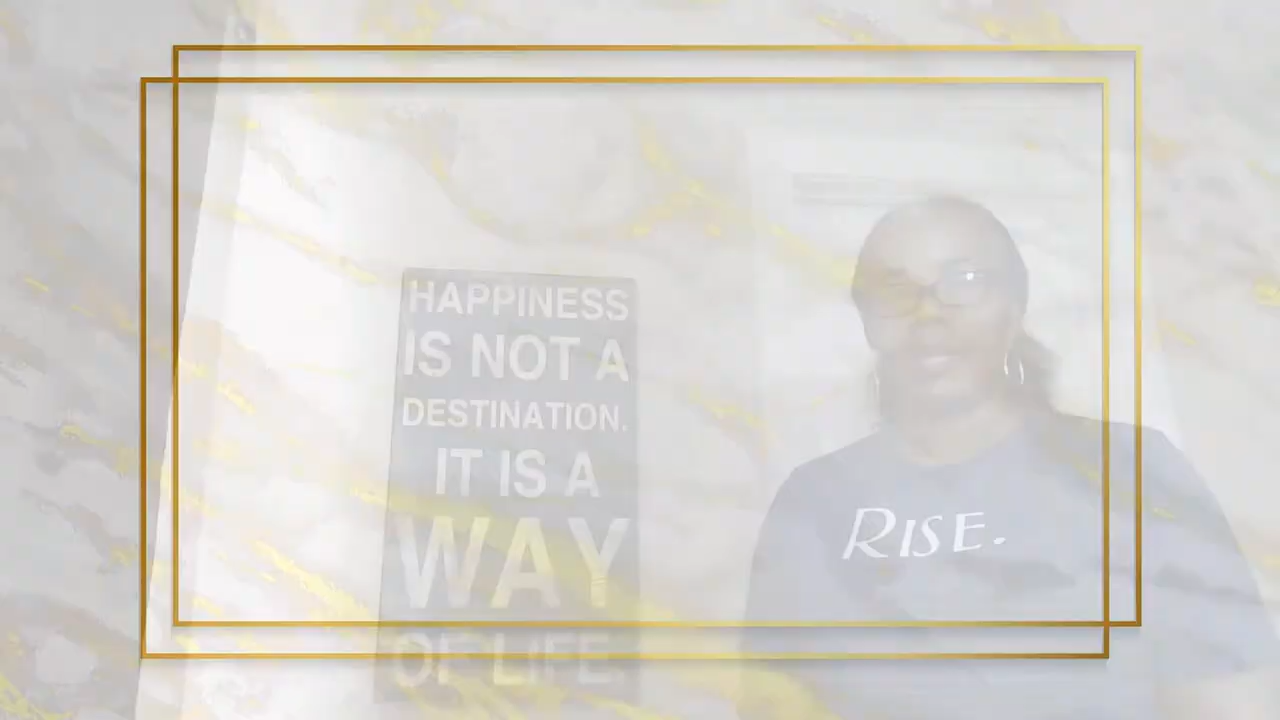 HAPPINESS
IS NOT A
DESTINATION.
IT IS A
WAY
OF LIFE
RISE.